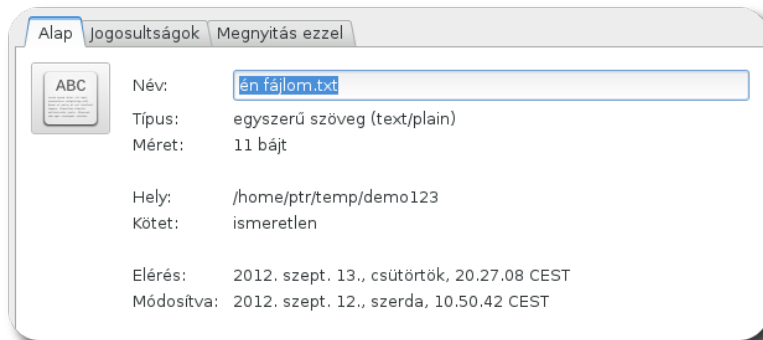 Alap Jogosultságok Megnyitás ezzel
ABC
Név: én fájlom.txt
Típus: egyszerű szöveg (text/plain)
Méret: 11 bájt
Hely: /home/ptr/temp/demo123
Kötet: ismeretlen
Elérés: 2012. szept. 13., csütörtök, 20.27.08 CEST
Módosítva: 2012. szept. 12., szerda, 10.50.42 CEST